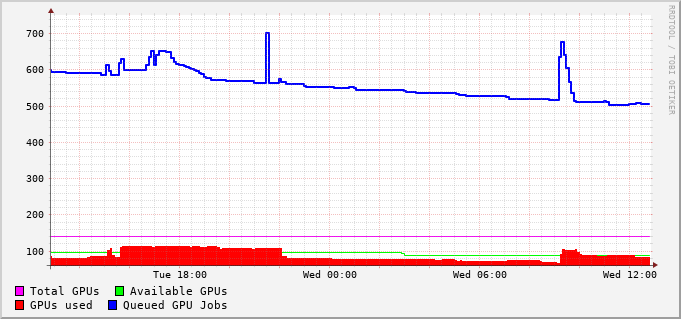 RRDTOOL / TOBI OETIKER
700
600
500
400
300
200
100
Tue 18:00 Wed 00:00 Wed 06:00 Wed 12:00
Total GPUs Available GPUs
GPUs used Queued GPU Jobs